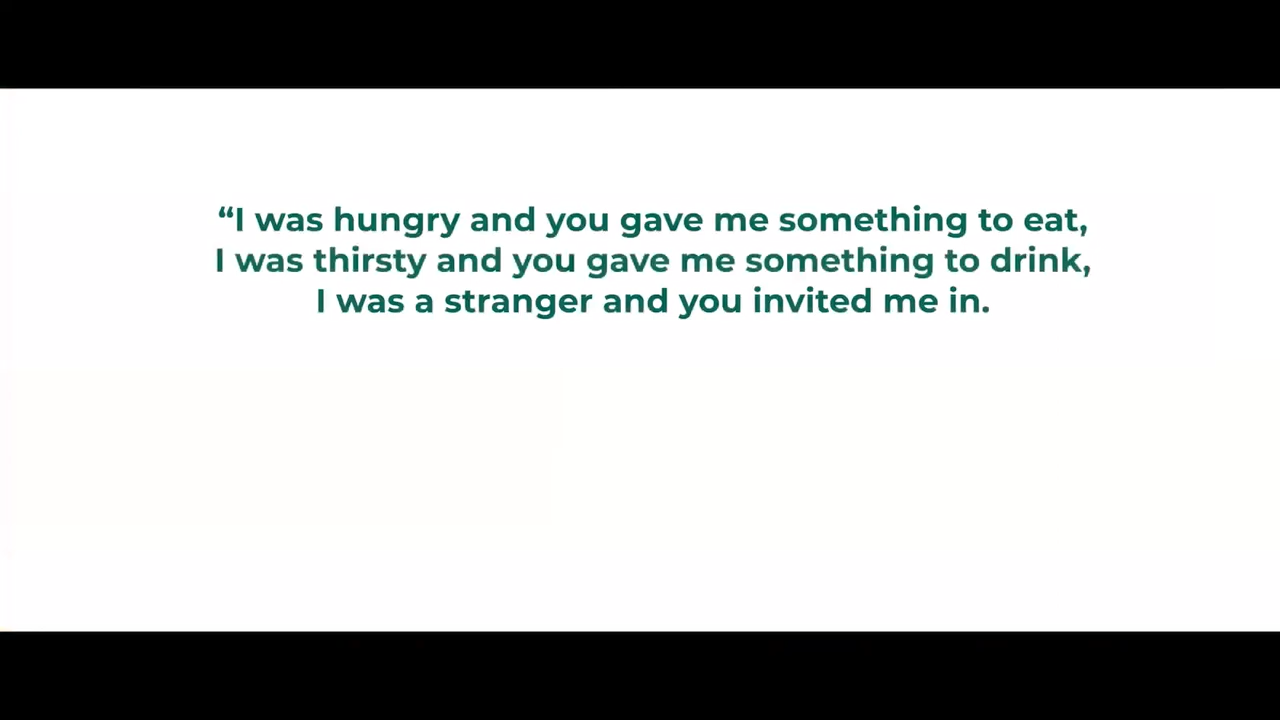 “I was hungry and you gave me something to eat,
I was thirsty and you gave me something to drink,
I was a stranger and you invited me in.